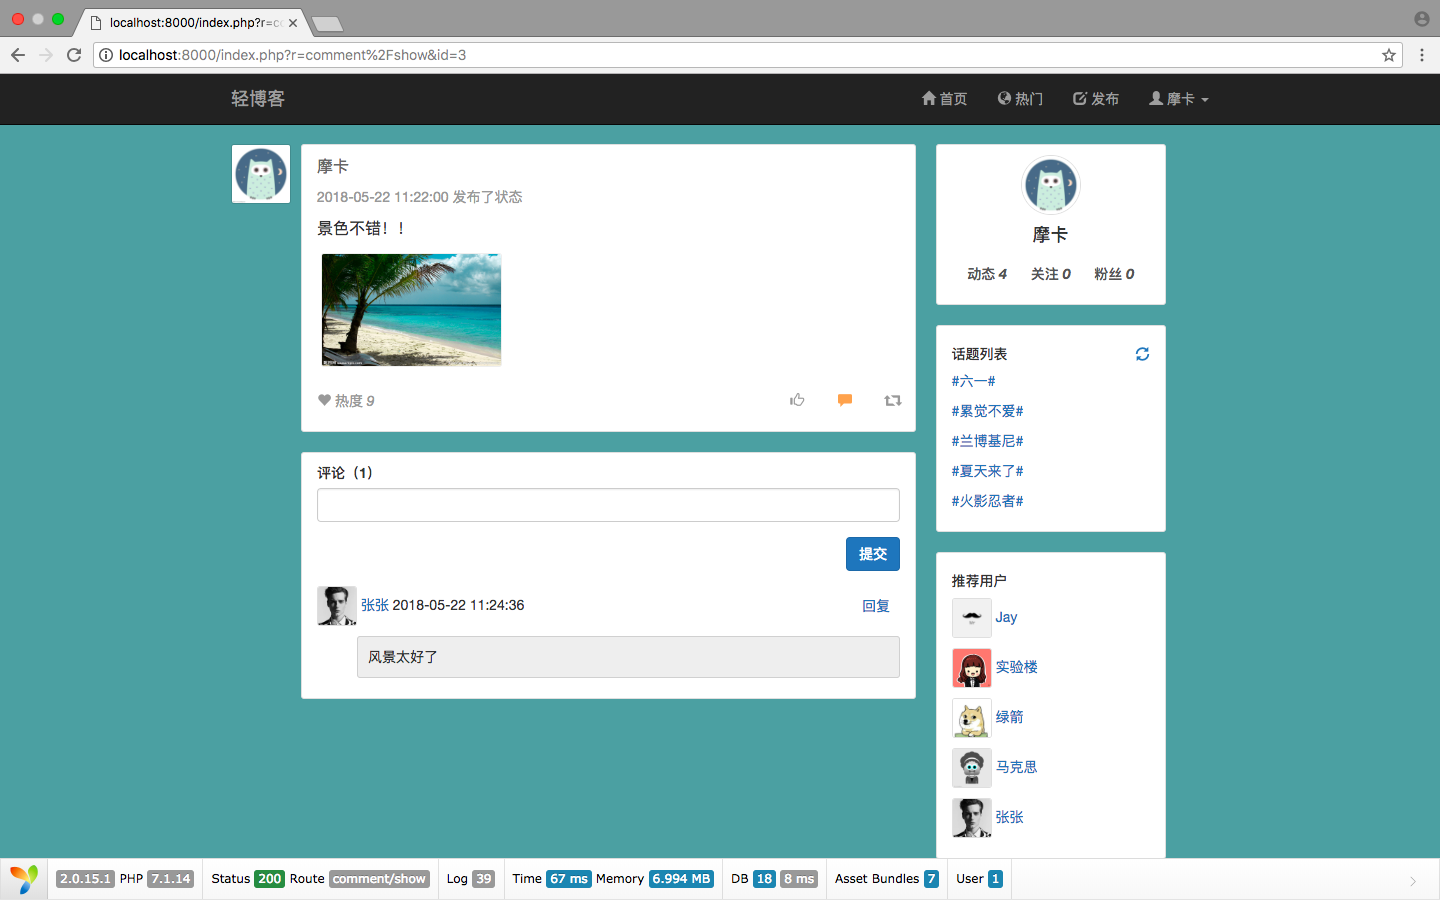 localhost:8000/index.php?r=co
localhost:8000/index.php?r=comment%2Fshow&id=3
轻博客
首页
热门
发布
摩卡
摩卡
2018-05-22 11:22:00 发布了状态
景色不错！！
热度 9
评论（1）
提交
张张 2018-05-22 11:24:36
回复
风景太好了
摩卡
动态 4 关注 0 粉丝 0
话题列表
#六一#
#累觉不爱#
#兰博基尼#
#夏天来了#
#火影忍者#
推荐用户
Jay
实验楼
绿箭
马克思
张张
2.0.15.1 PHP 7.1.14 Status 200 Route comment/show Log 39 Time 67 ms Memory 6.994 MB DB 18 8 ms Asset Bundles 7 User 1